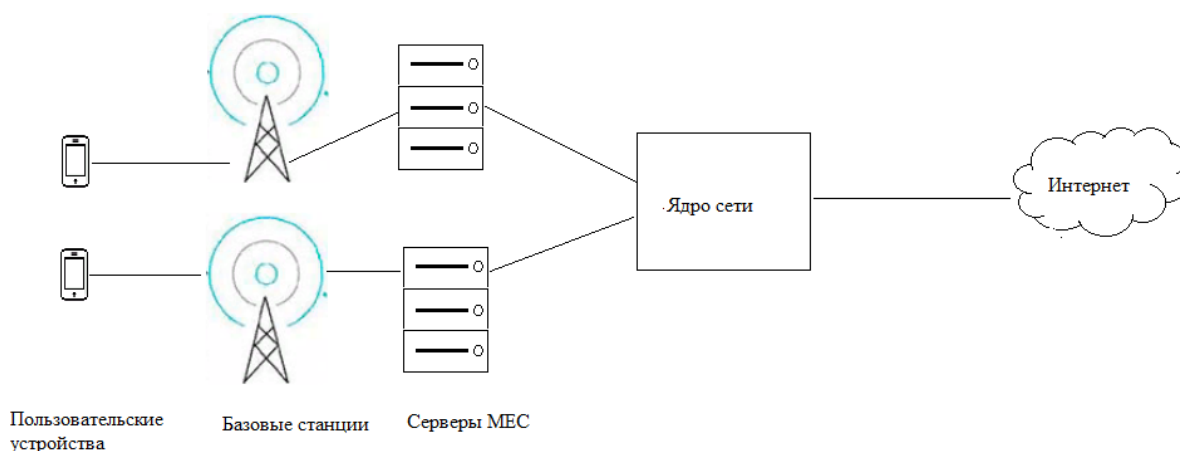 Ядро сети
Интернет
Пользовательские
устройства
Базовые станции
Серверы МЕС